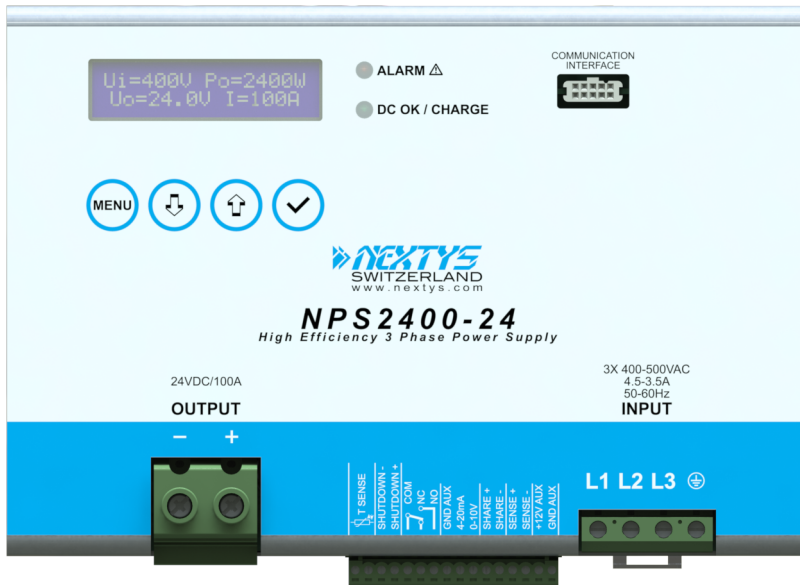 Ui=400V Po=2400W
Uo=24.0V I=100A
ALARM
DC OK / CHARGE
COMMUNICATION
INTERFACE
MENU
NEXTYS
SWITZERLAND
www.nextys.com
NPS2400-24
High Efficiency 3 Phase Power Supply
24VDC/100A
OUTPUT
− +
3X 400-500VAC
4.5-3.5A
50-60Hz
INPUT
T SENSE
SHUTDOWN -
SHUTDOWN +
COM
NC
NO
GND AUX
4-20mA
0-10V
SHARE +
SHARE -
SENSE +
SENSE -
+12V AUX
GND AUX
L1 L2 L3